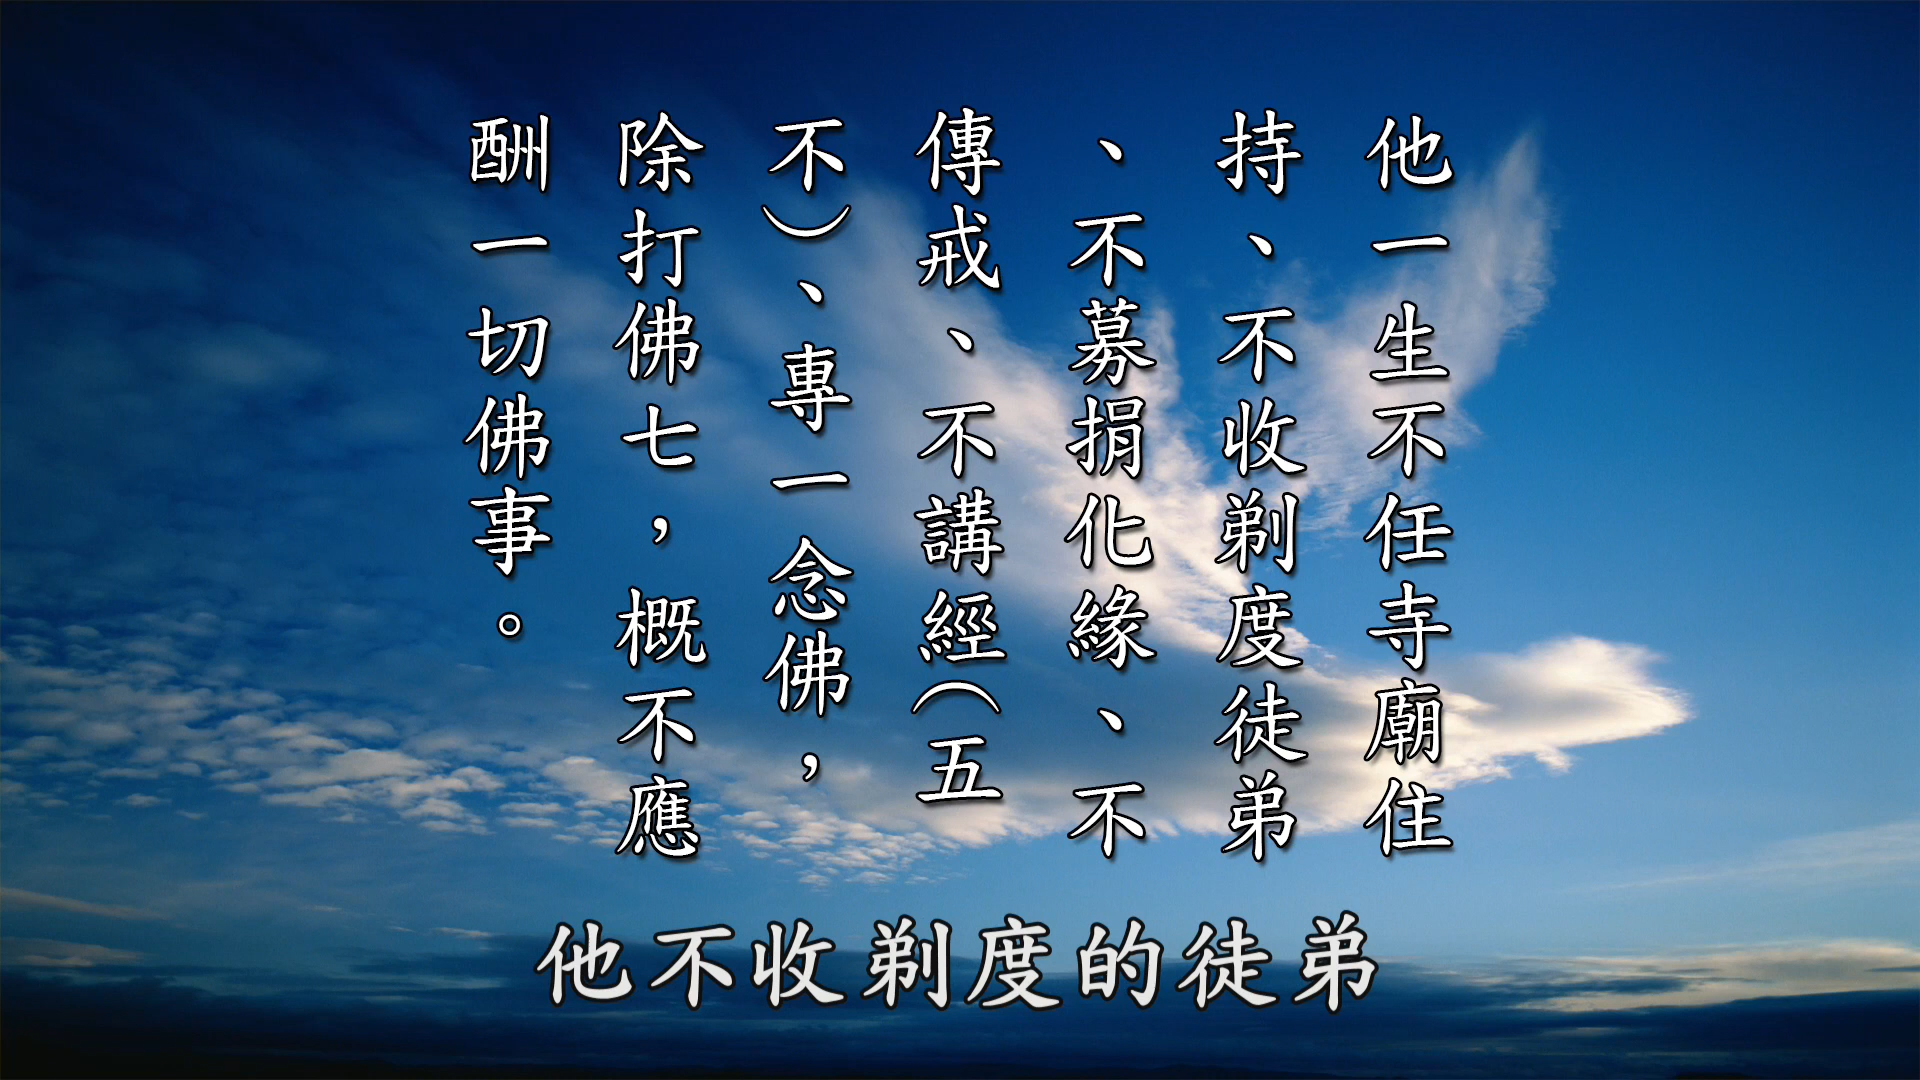 他一生不任寺廟住
持、不收剃度徒弟
、不募捐化緣、不
傳戒、不講經(五
不)、專一念佛，
除打佛七，概不應
酬一切佛事。
他不收剃度的徒弟